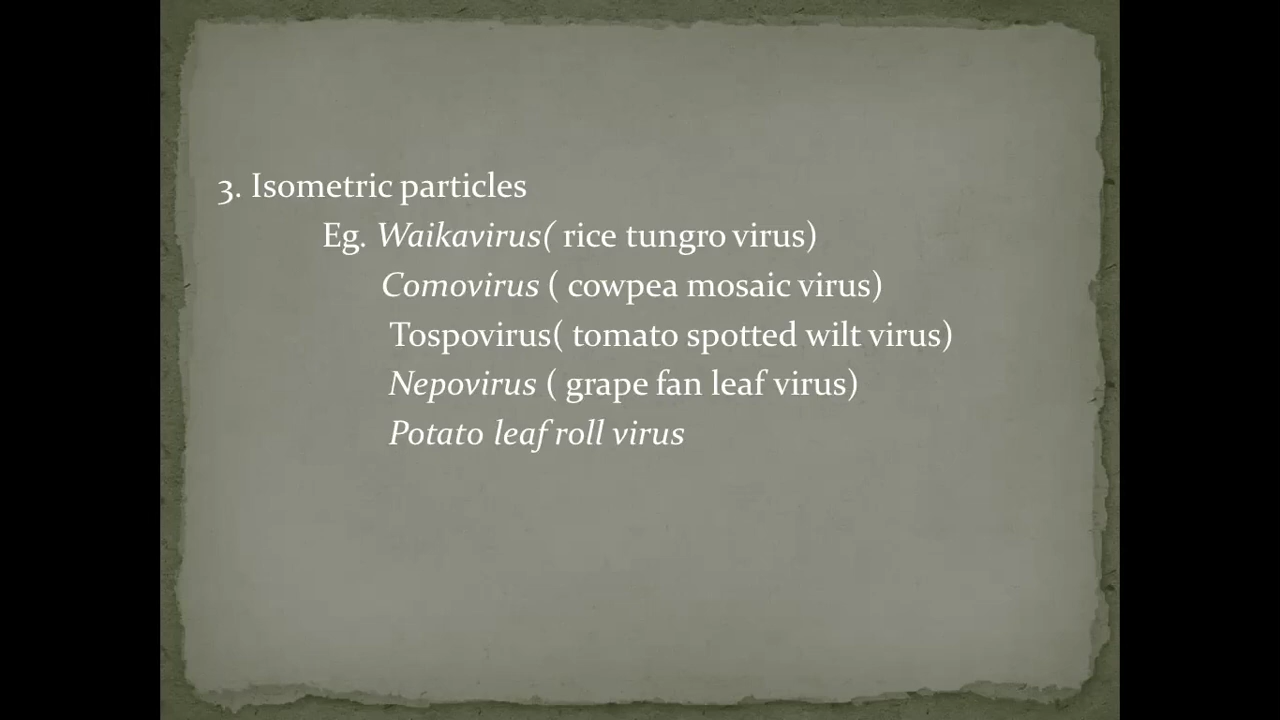 3. Isometric particles
Eg. Waikavirus( rice tungro virus)
Comovirus ( cowpea mosaic virus)
Tospovirus( tomato spotted wilt virus)
Nepovirus ( grape fan leaf virus)
Potato leaf roll virus